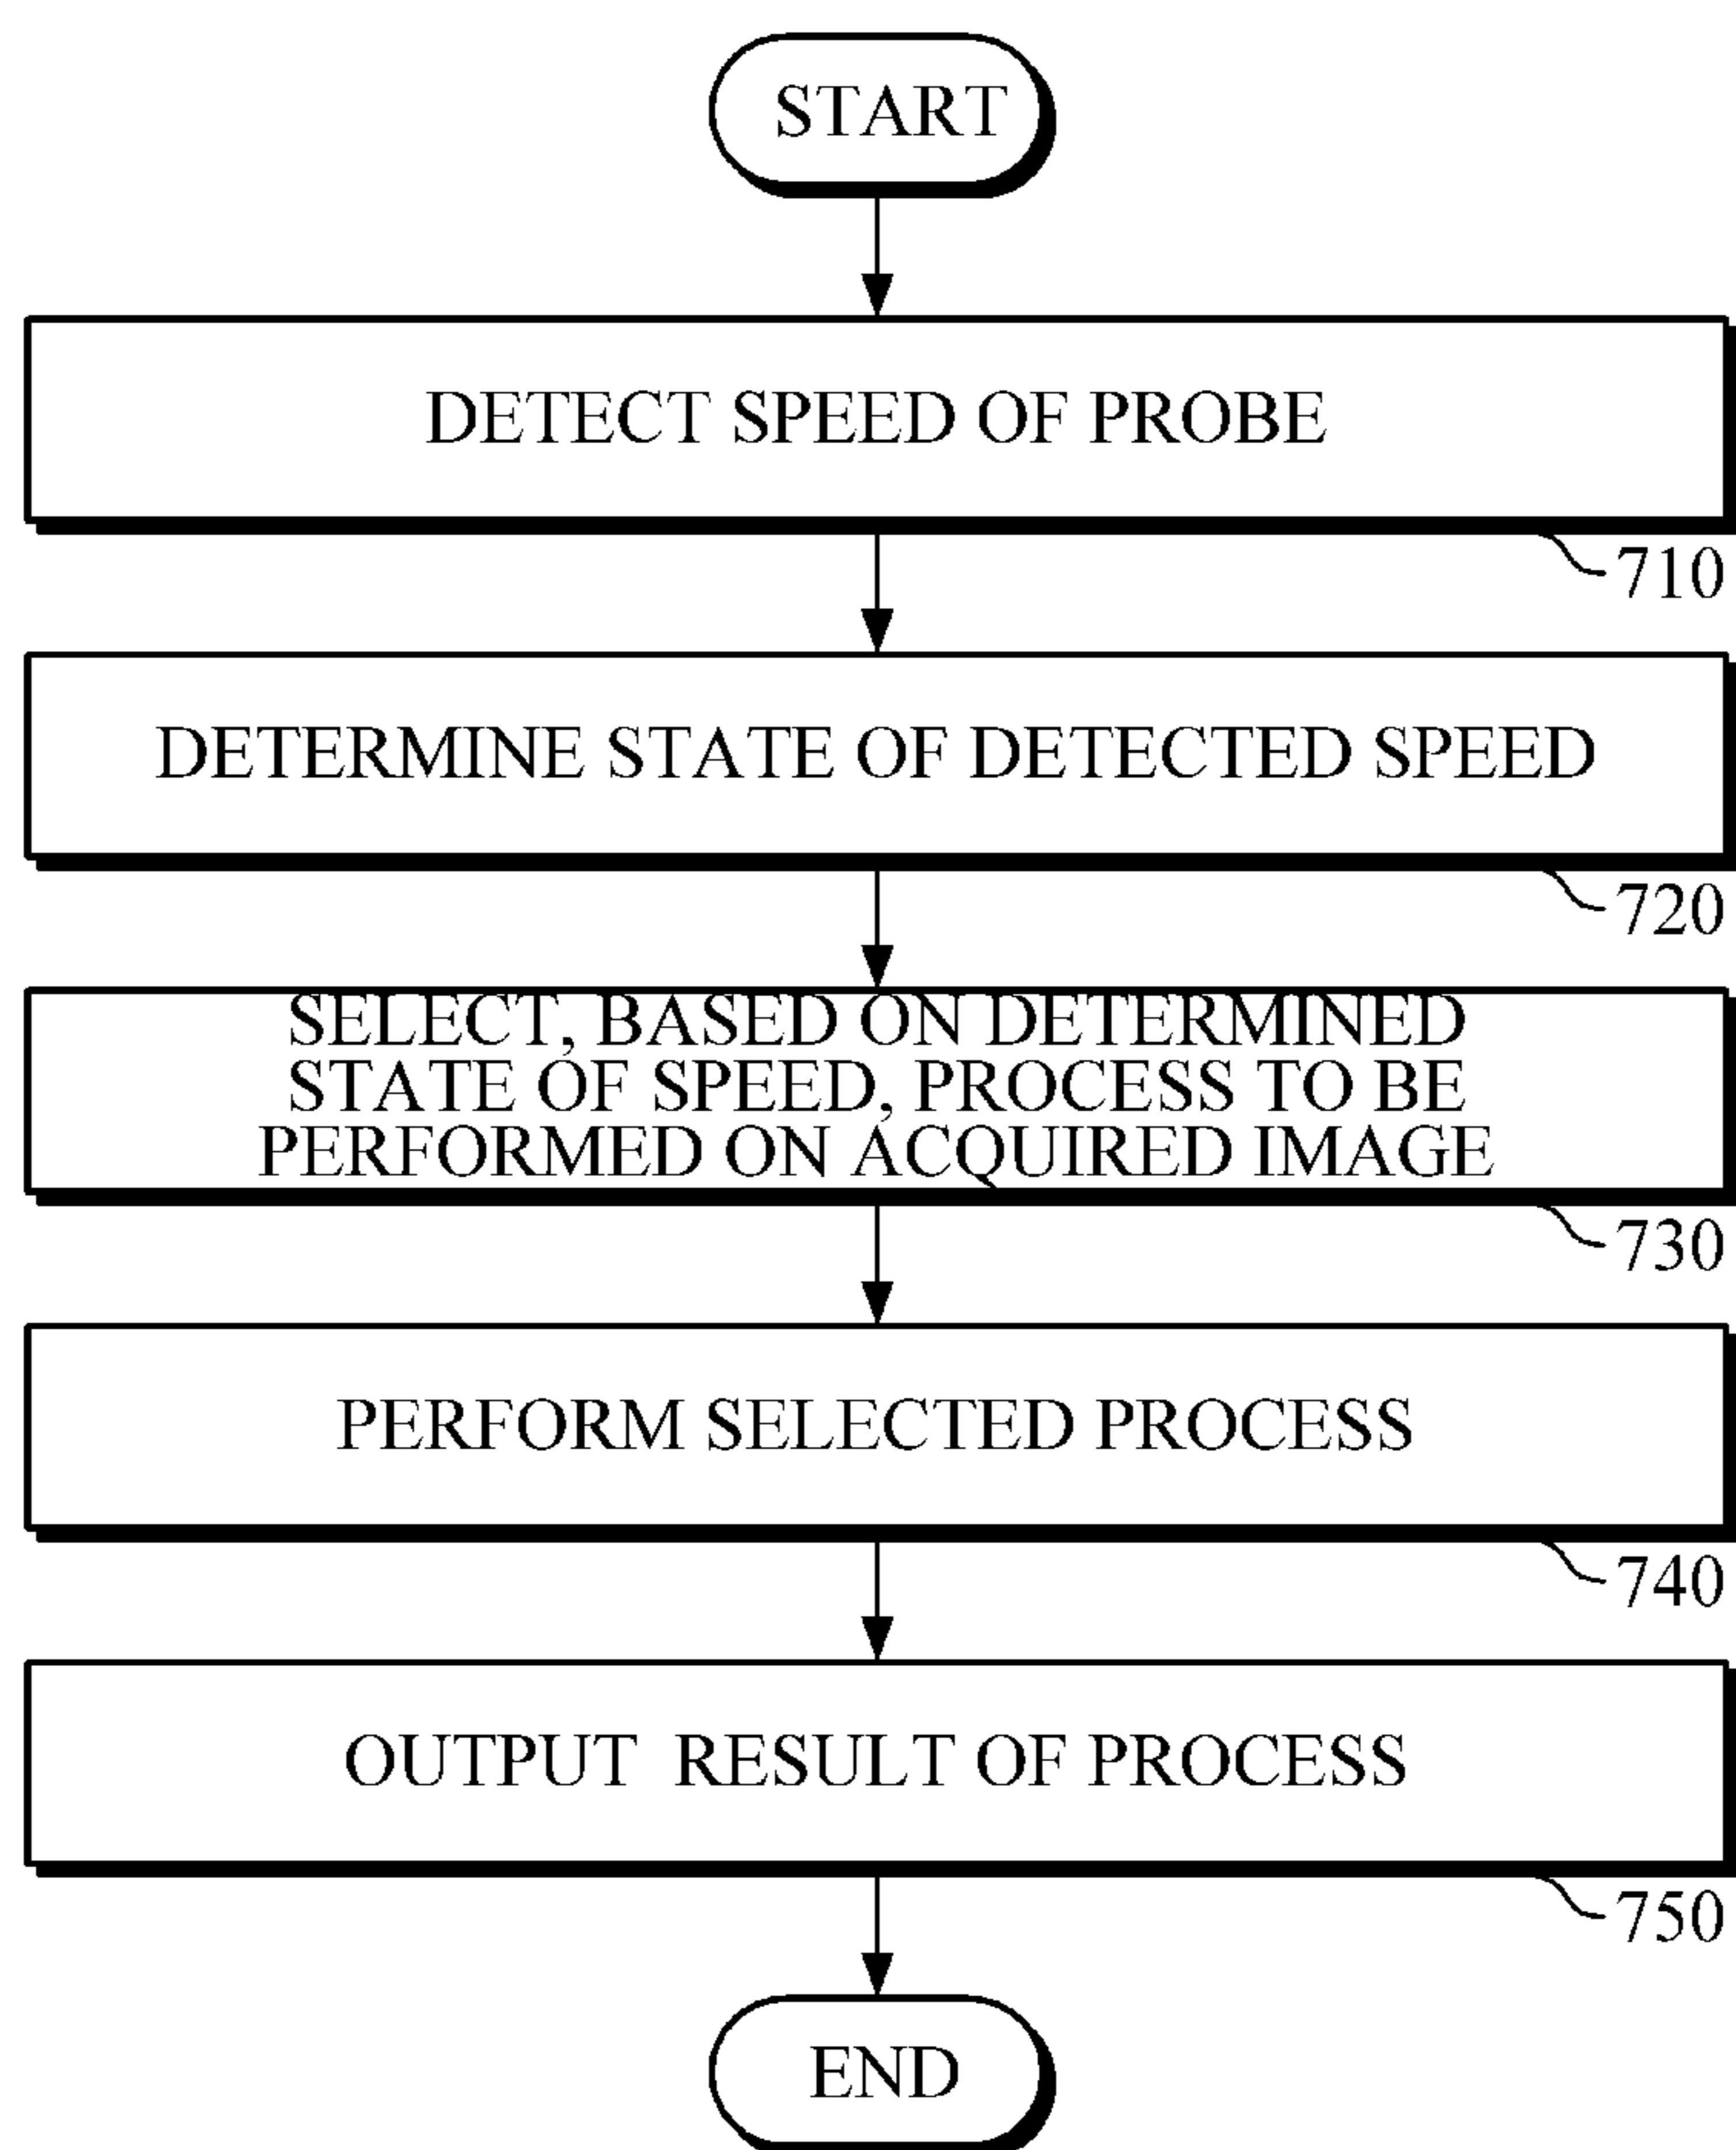 START
DETECT SPEED OF PROBE
710
DETERMINE STATE OF DETECTED SPEED
720
SELECT, BASED ON DETERMINED
STATE OF SPEED, PROCESS TO BE
PERFORMED ON ACQUIRED IMAGE
730
PERFORM SELECTED PROCESS
740
OUTPUT RESULT OF PROCESS
750
END